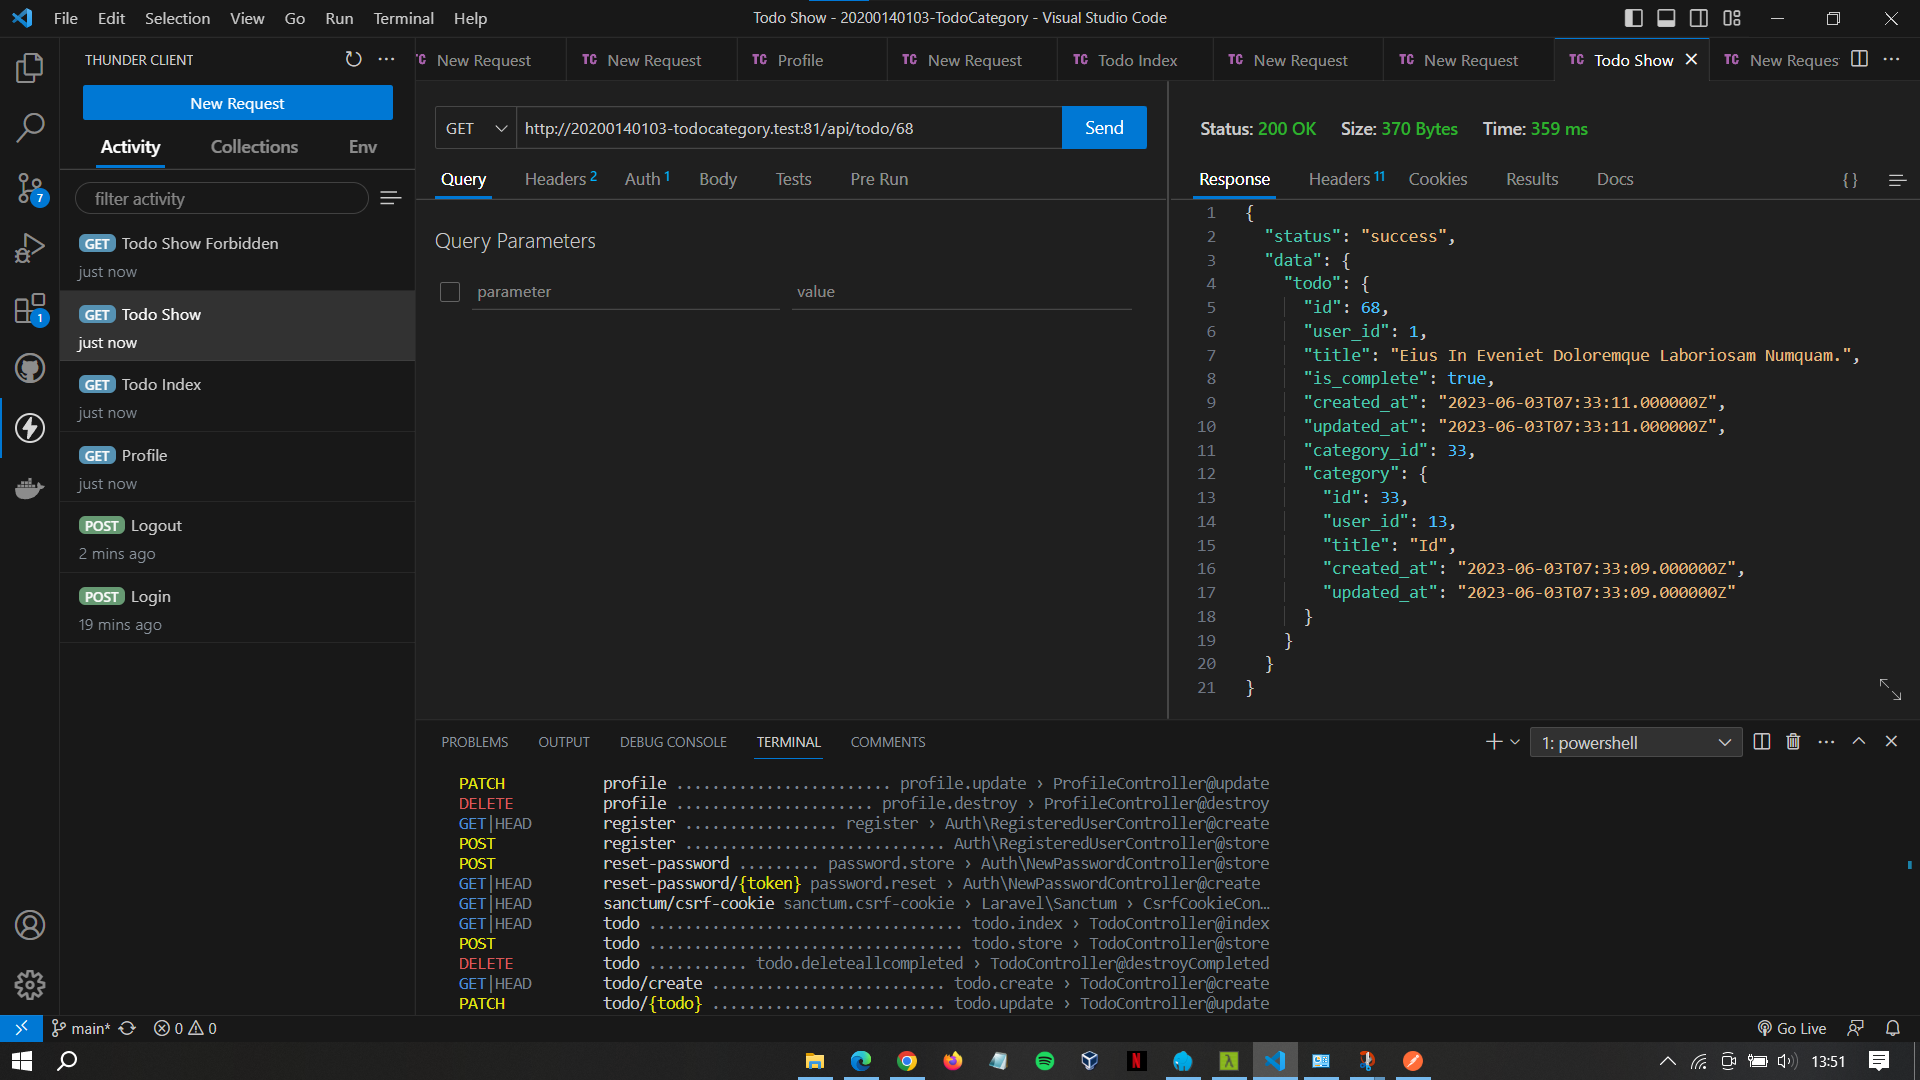 File Edit Selection View Go Run Terminal Help
Todo Show - 20200140103-TodoCategory - Visual Studio Code
THUNDER CLIENT
New Request
Activity Collections Env
filter activity
GET Todo Show Forbidden
just now
GET Todo Show
just now
GET Todo Index
just now
GET Profile
just now
POST Logout
2 mins ago
POST Login
19 mins ago
7
1
TC New Request TC New Request TC Profile TC New Request TC Todo Index TC New Request TC New Request TC Todo Show TC New Reques
GET http://20200140103-todocategory.test:81/api/todo/68 Send
Query Headers 2 Auth 1 Body Tests Pre Run
Query Parameters
parameter value
Status: 200 OK Size: 370 Bytes Time: 359 ms
Response Headers 11 Cookies Results Docs { }
1 {
2 "status": "success",
3 "data": {
4 "todo": {
5 "id": 68,
6 "user_id": 1,
7 "title": "Eius In Eveniet Doloremque Laboriosam Numquam.",
8 "is_complete": true,
9 "created_at": "2023-06-03T07:33:11.000000Z",
10 "updated_at": "2023-06-03T07:33:11.000000Z",
11 "category_id": 33,
12 "category": {
13 "id": 33,
14 "user_id": 13,
15 "title": "Id",
16 "created_at": "2023-06-03T07:33:09.000000Z",
17 "updated_at": "2023-06-03T07:33:09.000000Z"
18 }
19 }
20 }
21 }
PROBLEMS OUTPUT DEBUG CONSOLE TERMINAL COMMENTS
1: powershell
PATCH profile ........................ profile.update › ProfileController@update
DELETE profile ...................... profile.destroy › ProfileController@destroy
GET|HEAD register ................. register › Auth\RegisteredUserController@create
POST register ............................. Auth\RegisteredUserController@store
POST reset-password ......... password.store › Auth\NewPasswordController@store
GET|HEAD reset-password/{token} password.reset › Auth\NewPasswordController@create
GET|HEAD sanctum/csrf-cookie sanctum.csrf-cookie › Laravel\Sanctum › CsrfCookieCon…
GET|HEAD todo ................................... todo.index › TodoController@index
POST todo ................................... todo.store › TodoController@store
DELETE todo ........... todo.deleteallcompleted › TodoController@destroyCompleted
GET|HEAD todo/create .......................... todo.create › TodoController@create
PATCH todo/{todo} .......................... todo.update › TodoController@update
main* 0 0
Go Live
13:51